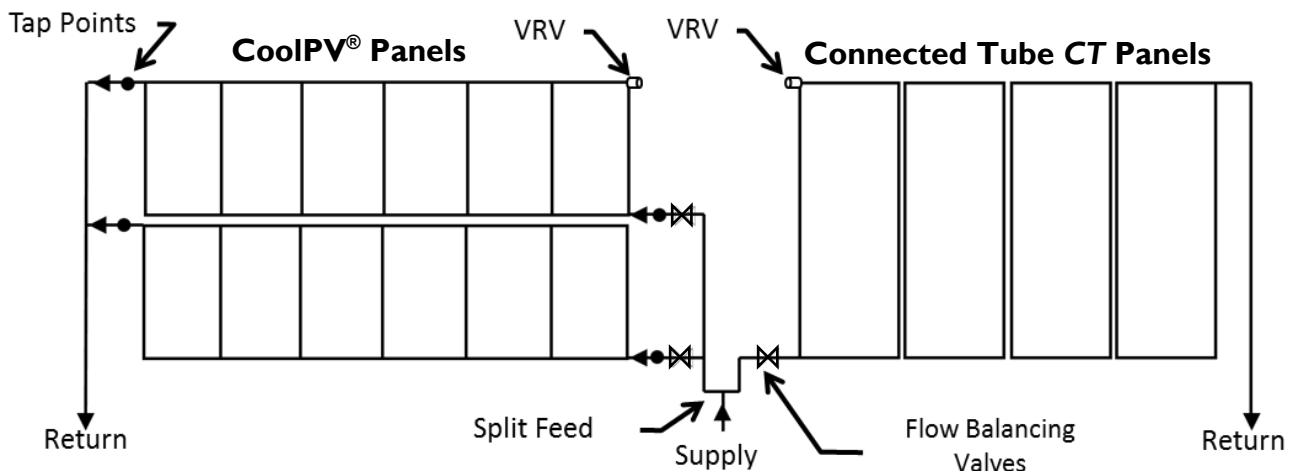 Tap Points
CoolPV® Panels
VRV
VRV
Connected Tube CT Panels
Return
Split Feed
Supply
Flow Balancing
Valves
Return